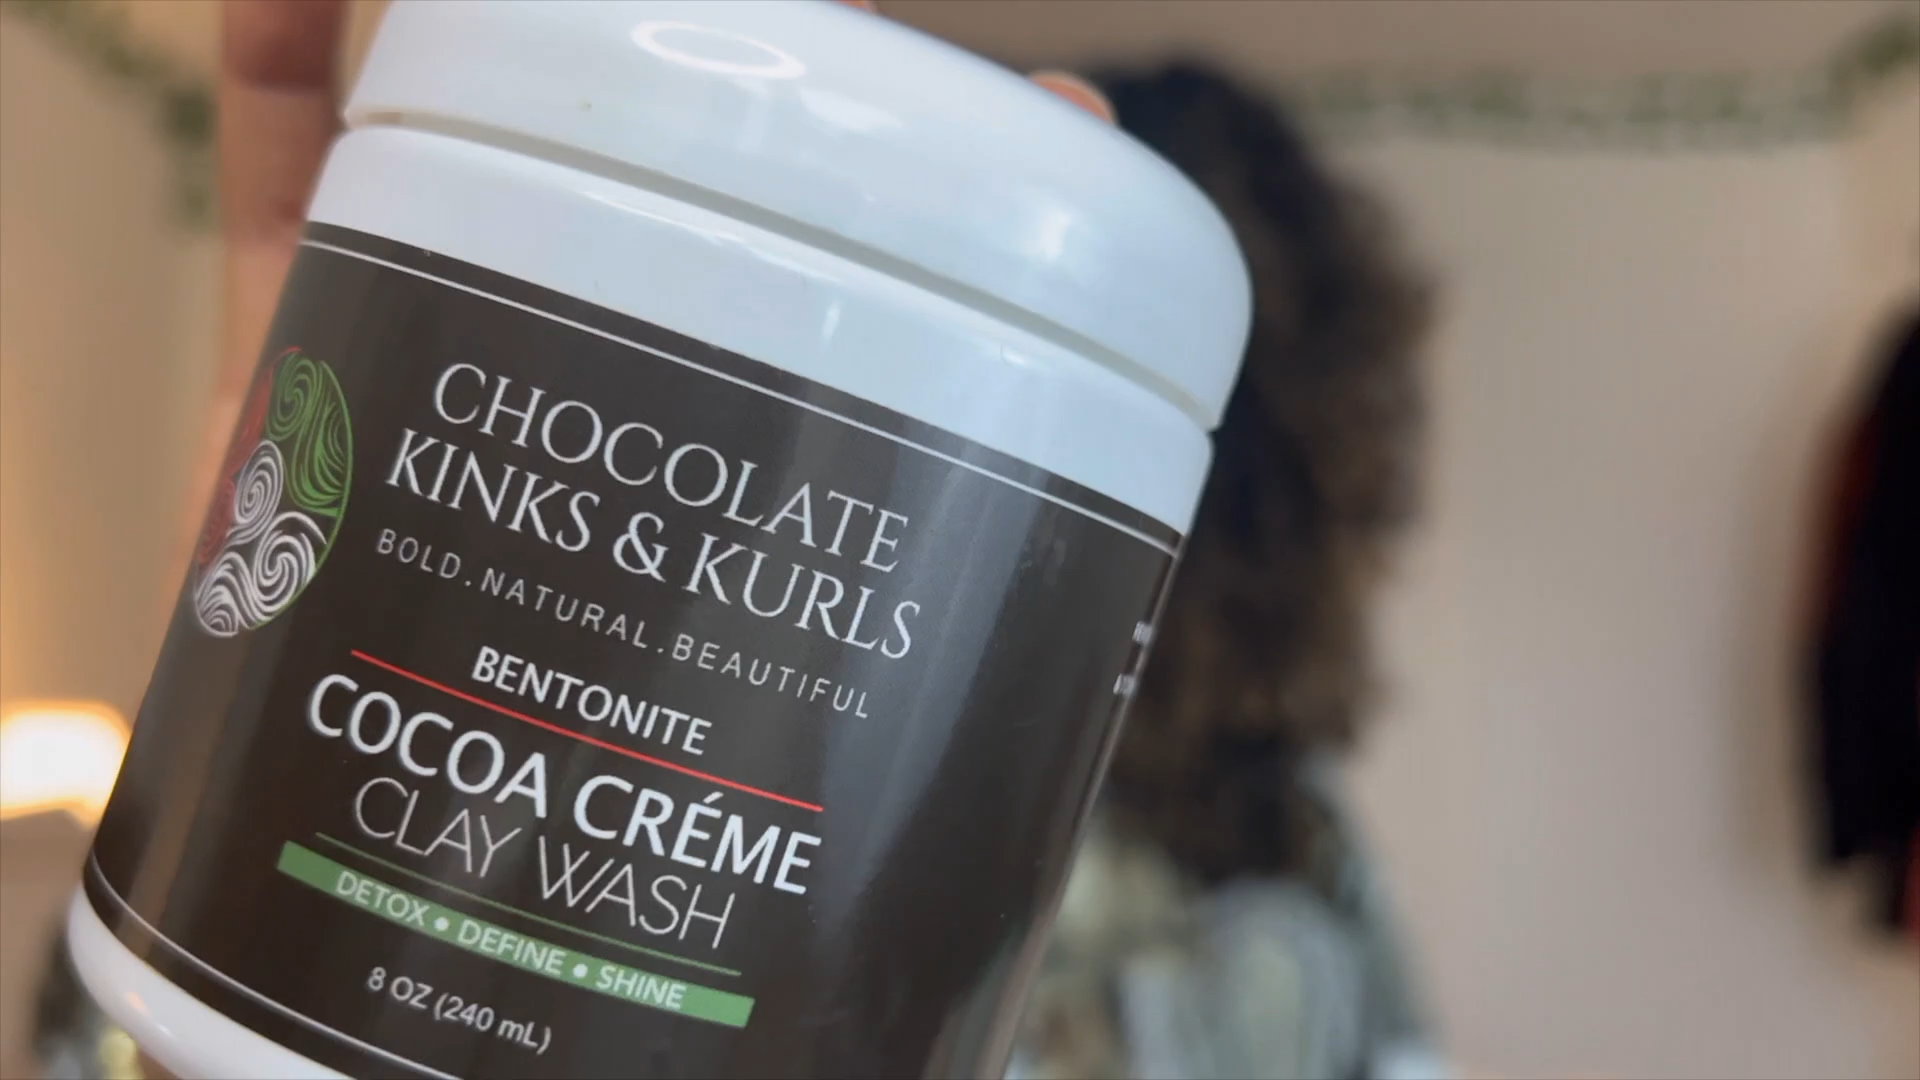 CHOCOLATE
KINKS & KURLS
BOLD.NATURAL.BEAUTIFUL
BENTONITE
COCOA CRÉME
CLAY WASH
DETOX • DEFINE • SHINE
8 OZ (240 mL)